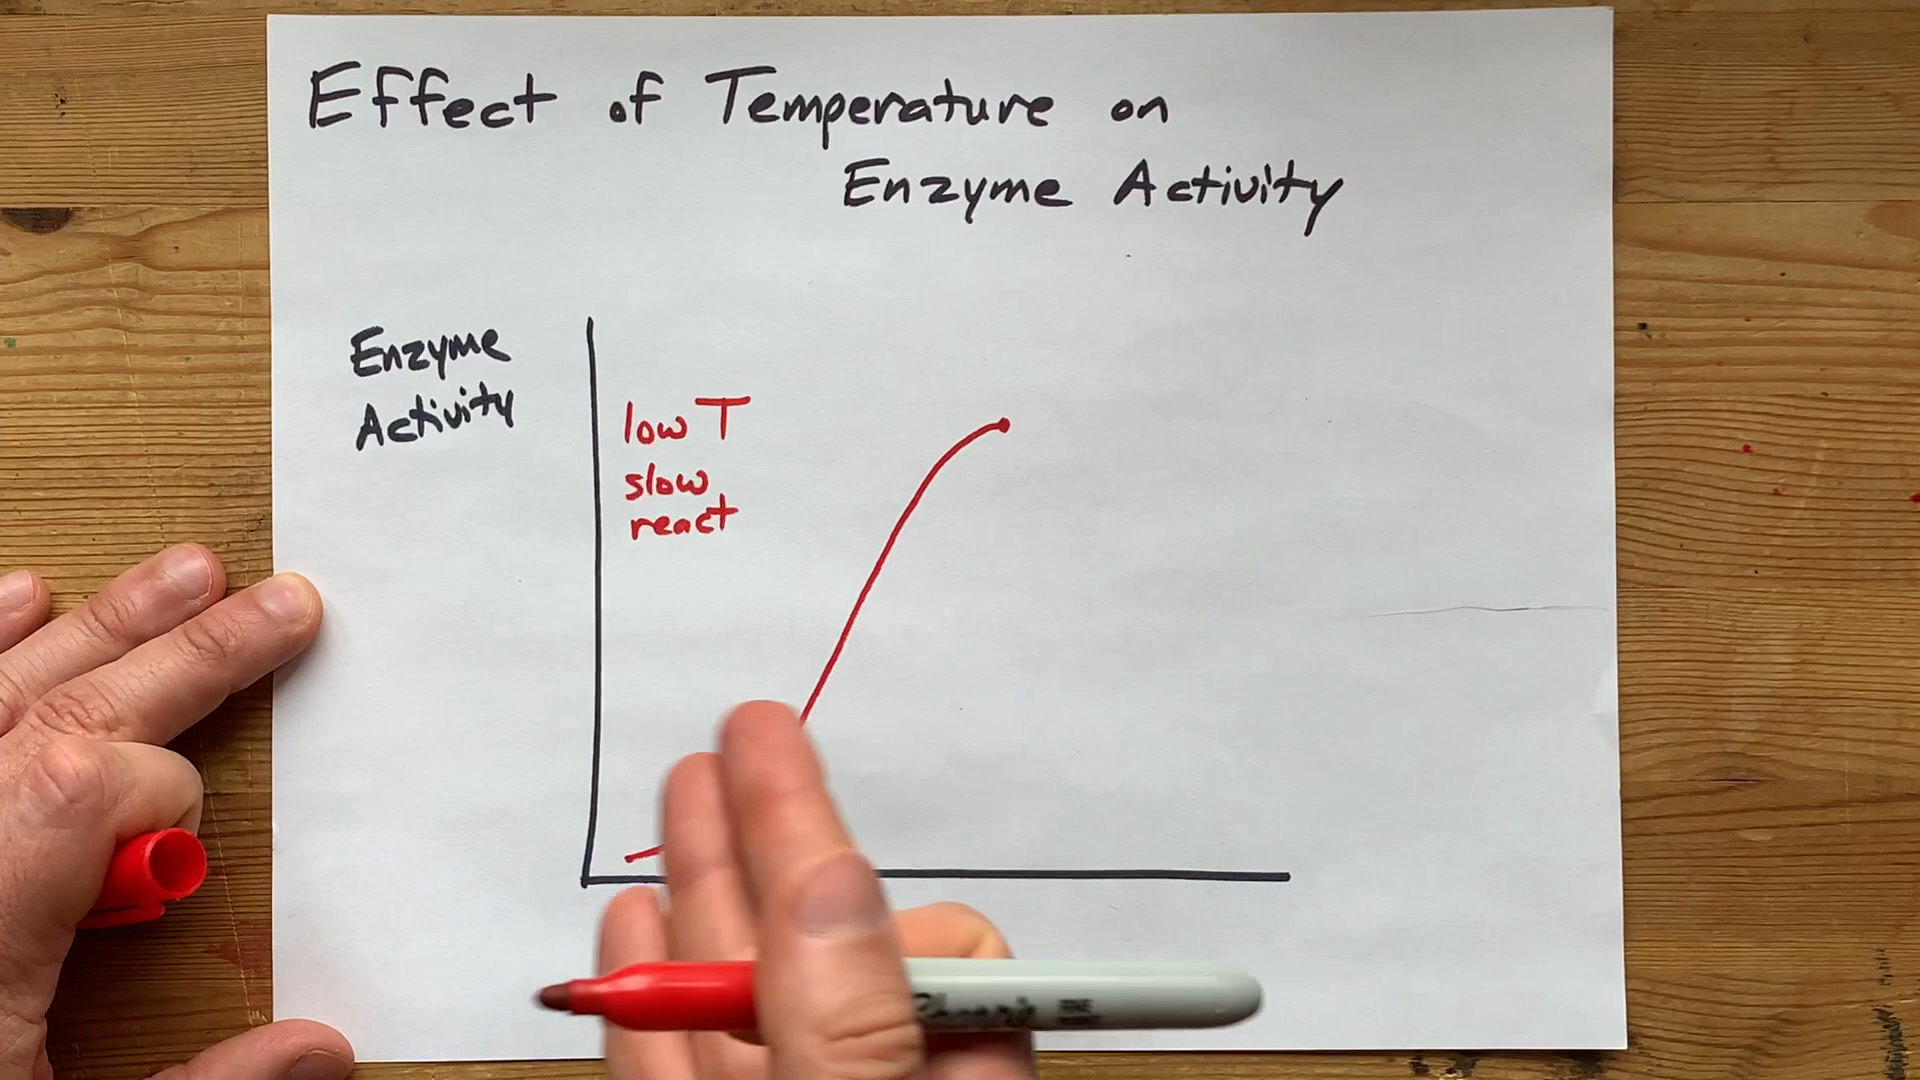 Effect of Temperature on
Enzyme Activity
Enzyme
Activity
low T
slow
react